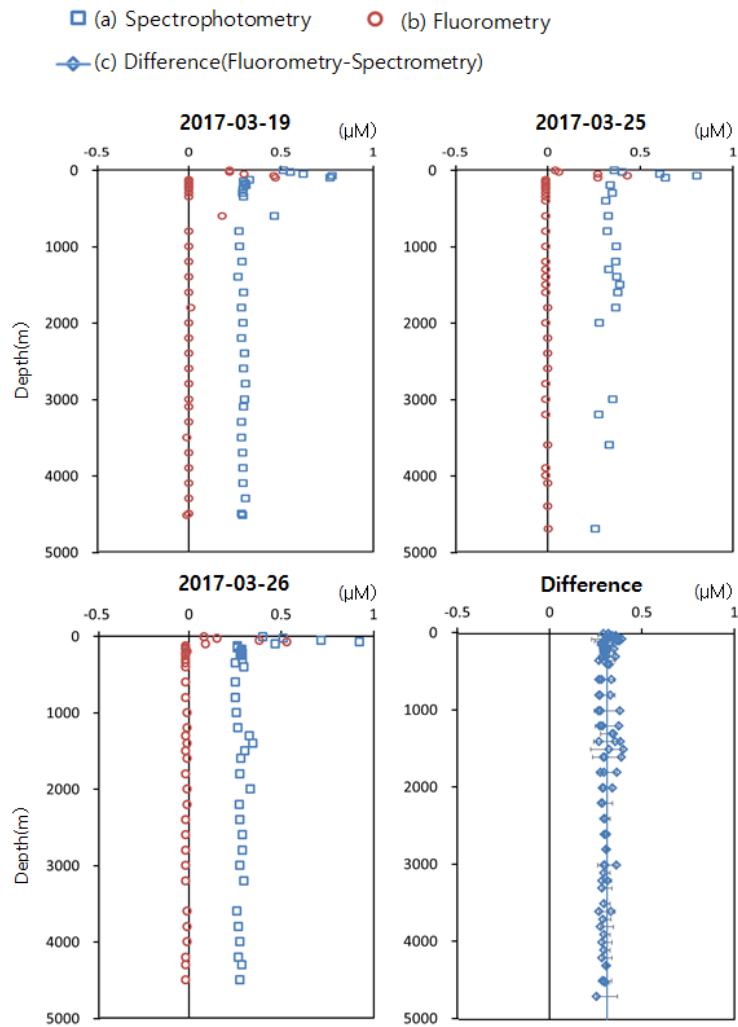 (a) Spectrophotometry (b) Fluorometry
(c) Difference(Fluorometry-Spectrometry)
2017-03-19 (μM) 2017-03-25 (μM)
-0.5 0 0.5 1 -0.5 0 0.5 1
0 0
1000 1000
2000 2000
Depth(m)
3000 3000
4000 4000
5000 5000
2017-03-26 (μM) Difference (μM)
-0.5 0 0.5 1 -0.5 0 0.5 1
0 0
1000 1000
2000 2000
Depth(m)
3000 3000
4000 4000
5000 5000